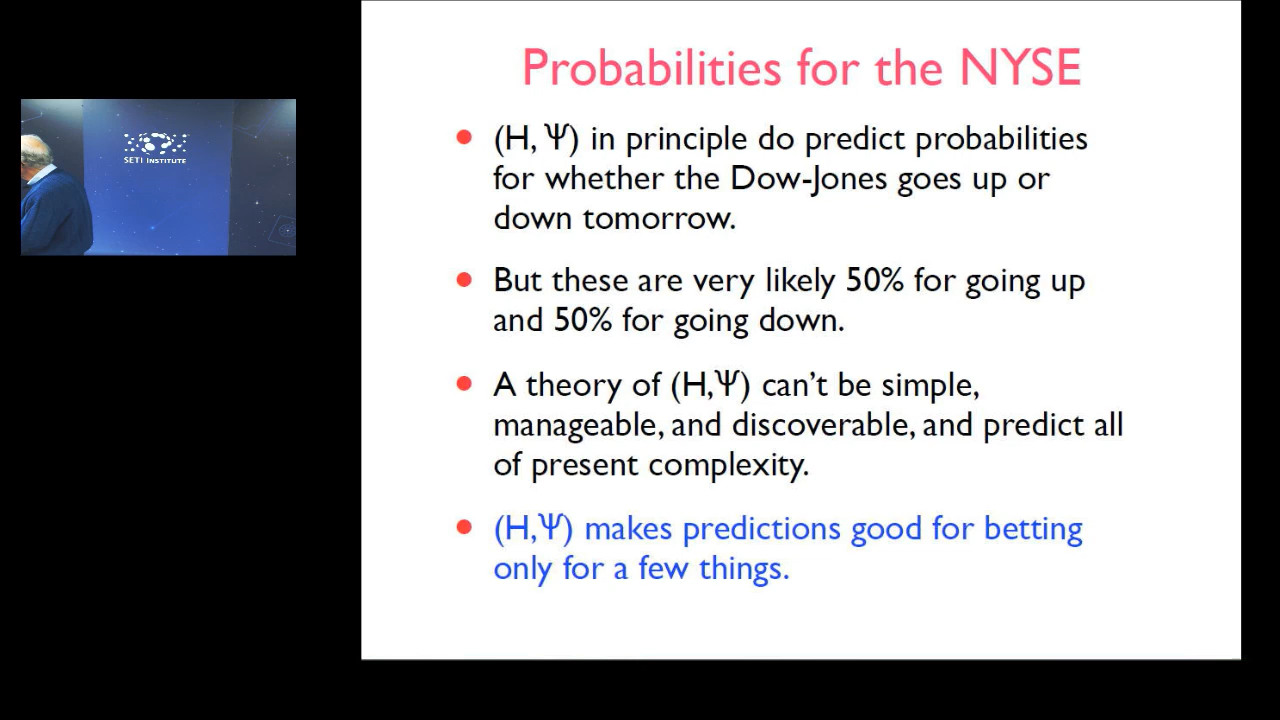 SETI INSTITUTE
Probabilities for the NYSE
• (H, Ψ) in principle do predict probabilities
for whether the Dow-Jones goes up or
down tomorrow.
• But these are very likely 50% for going up
and 50% for going down.
• A theory of (H,Ψ) can’t be simple,
manageable, and discoverable, and predict all
of present complexity.
• (H,Ψ) makes predictions good for betting
only for a few things.